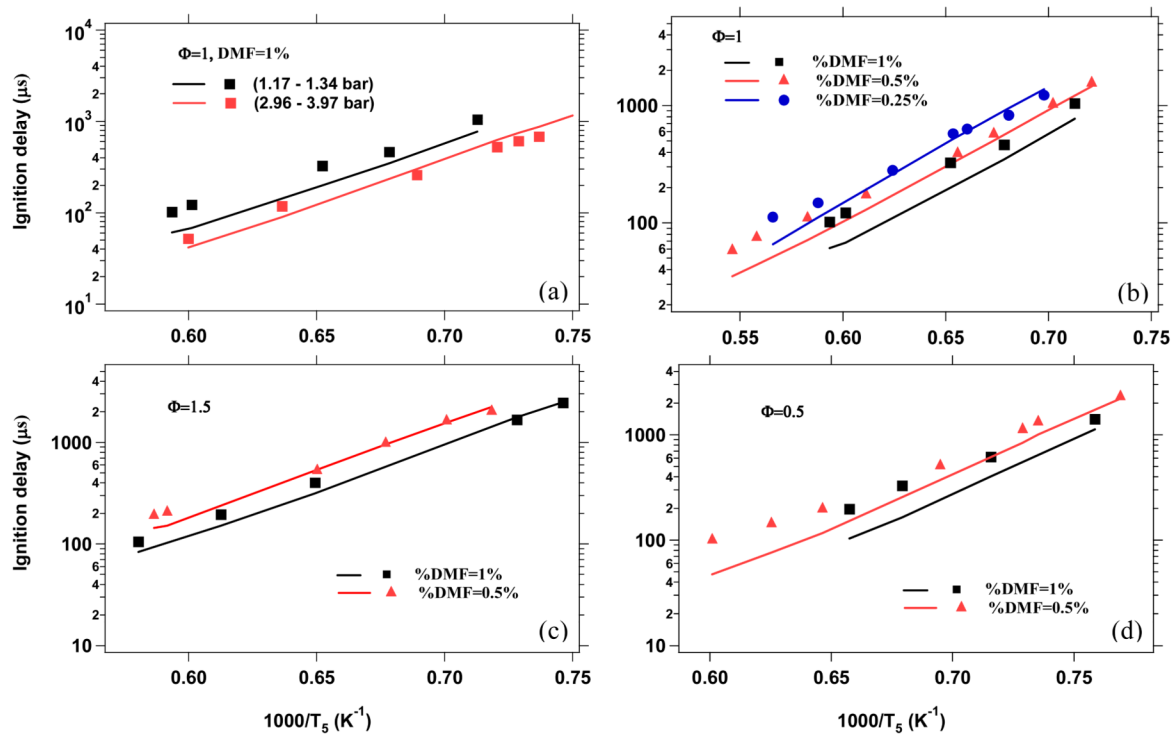 Ignition delay (μs)
10⁴
6
4
2
10³
6
4
2
10²
6
4
2
10¹
Φ=1, DMF=1%
(1.17 - 1.34 bar)
(2.96 - 3.97 bar)
(a)
0.60
0.65
0.70
0.75
4
2
1000
6
4
2
100
6
4
2
Φ=1
%DMF=1%
%DMF=0.5%
%DMF=0.25%
(b)
0.55
0.60
0.65
0.70
0.75
Ignition delay (μs)
4
2
1000
6
4
2
100
6
4
2
10
Φ=1.5
%DMF=1%
%DMF=0.5%
(c)
0.60
0.65
0.70
0.75
1000/T₅ (K⁻¹)
4
2
1000
6
4
2
100
6
4
2
10
Φ=0.5
%DMF=1%
%DMF=0.5%
(d)
0.60
0.65
0.70
0.75
1000/T₅ (K⁻¹)